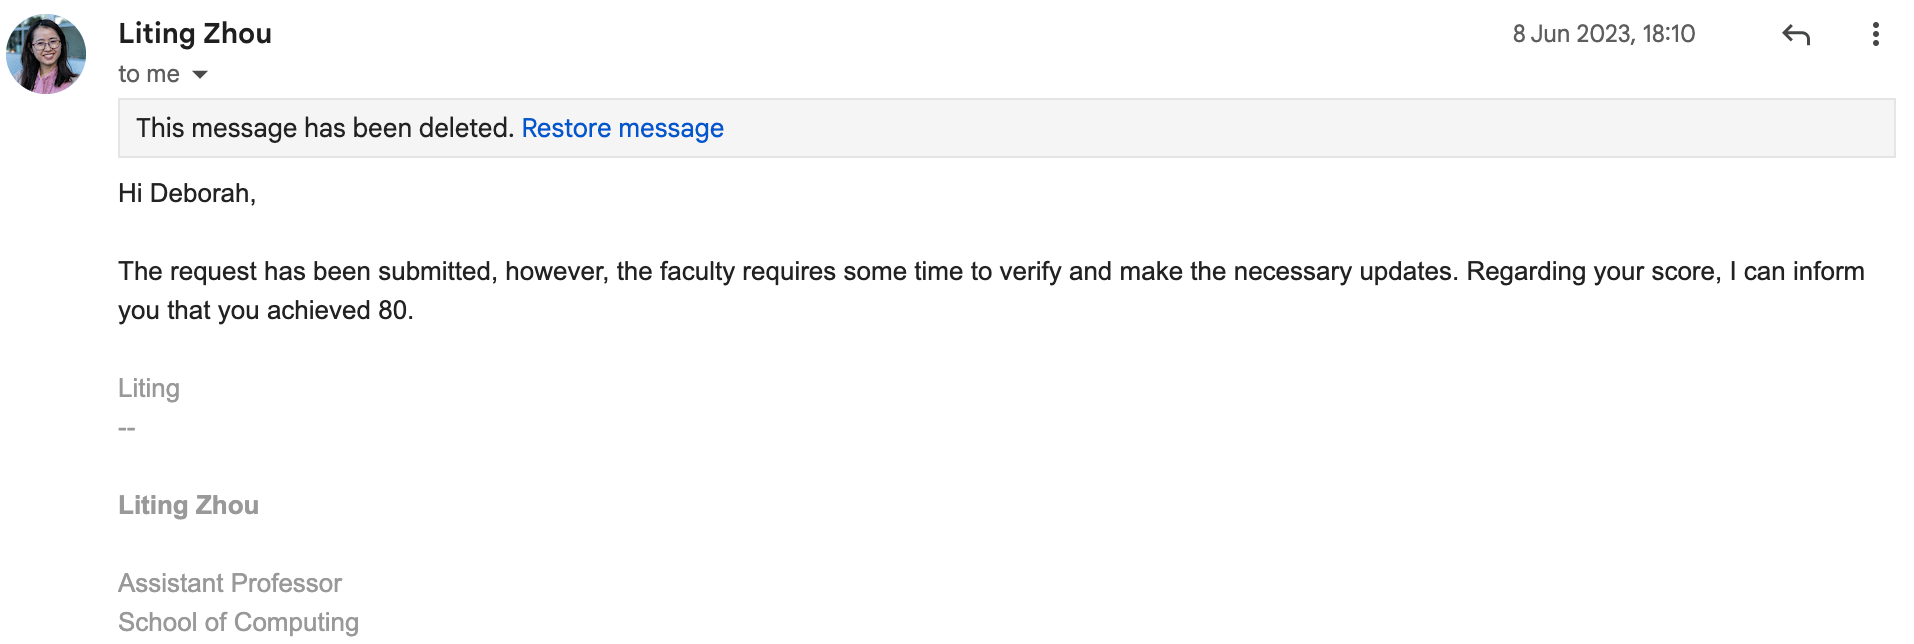 Liting Zhou
8 Jun 2023, 18:10
to me
This message has been deleted. Restore message
Hi Deborah,
The request has been submitted, however, the faculty requires some time to verify and make the necessary updates. Regarding your score, I can inform
you that you achieved 80.
Liting
--
Liting Zhou
Assistant Professor
School of Computing